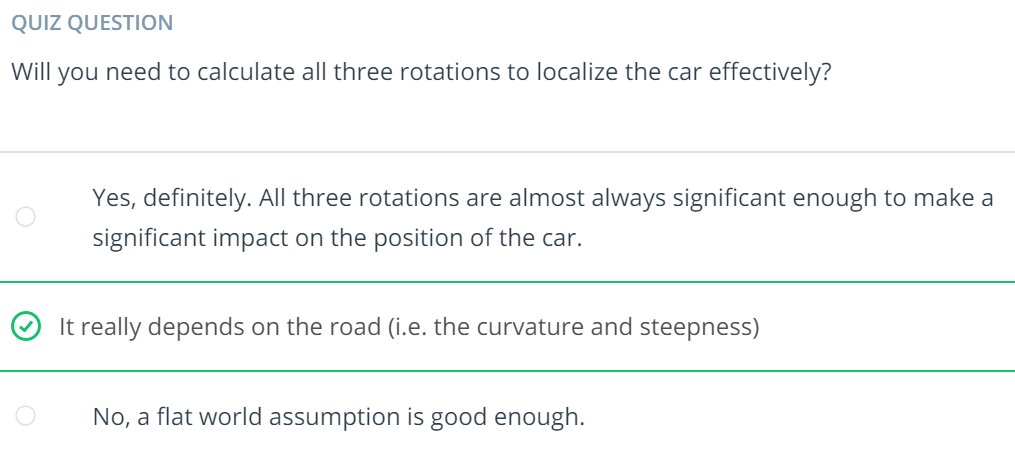 QUIZ QUESTION
Will you need to calculate all three rotations to localize the car effectively?
Yes, definitely. All three rotations are almost always significant enough to make a
significant impact on the position of the car.
It really depends on the road (i.e. the curvature and steepness)
No, a flat world assumption is good enough.